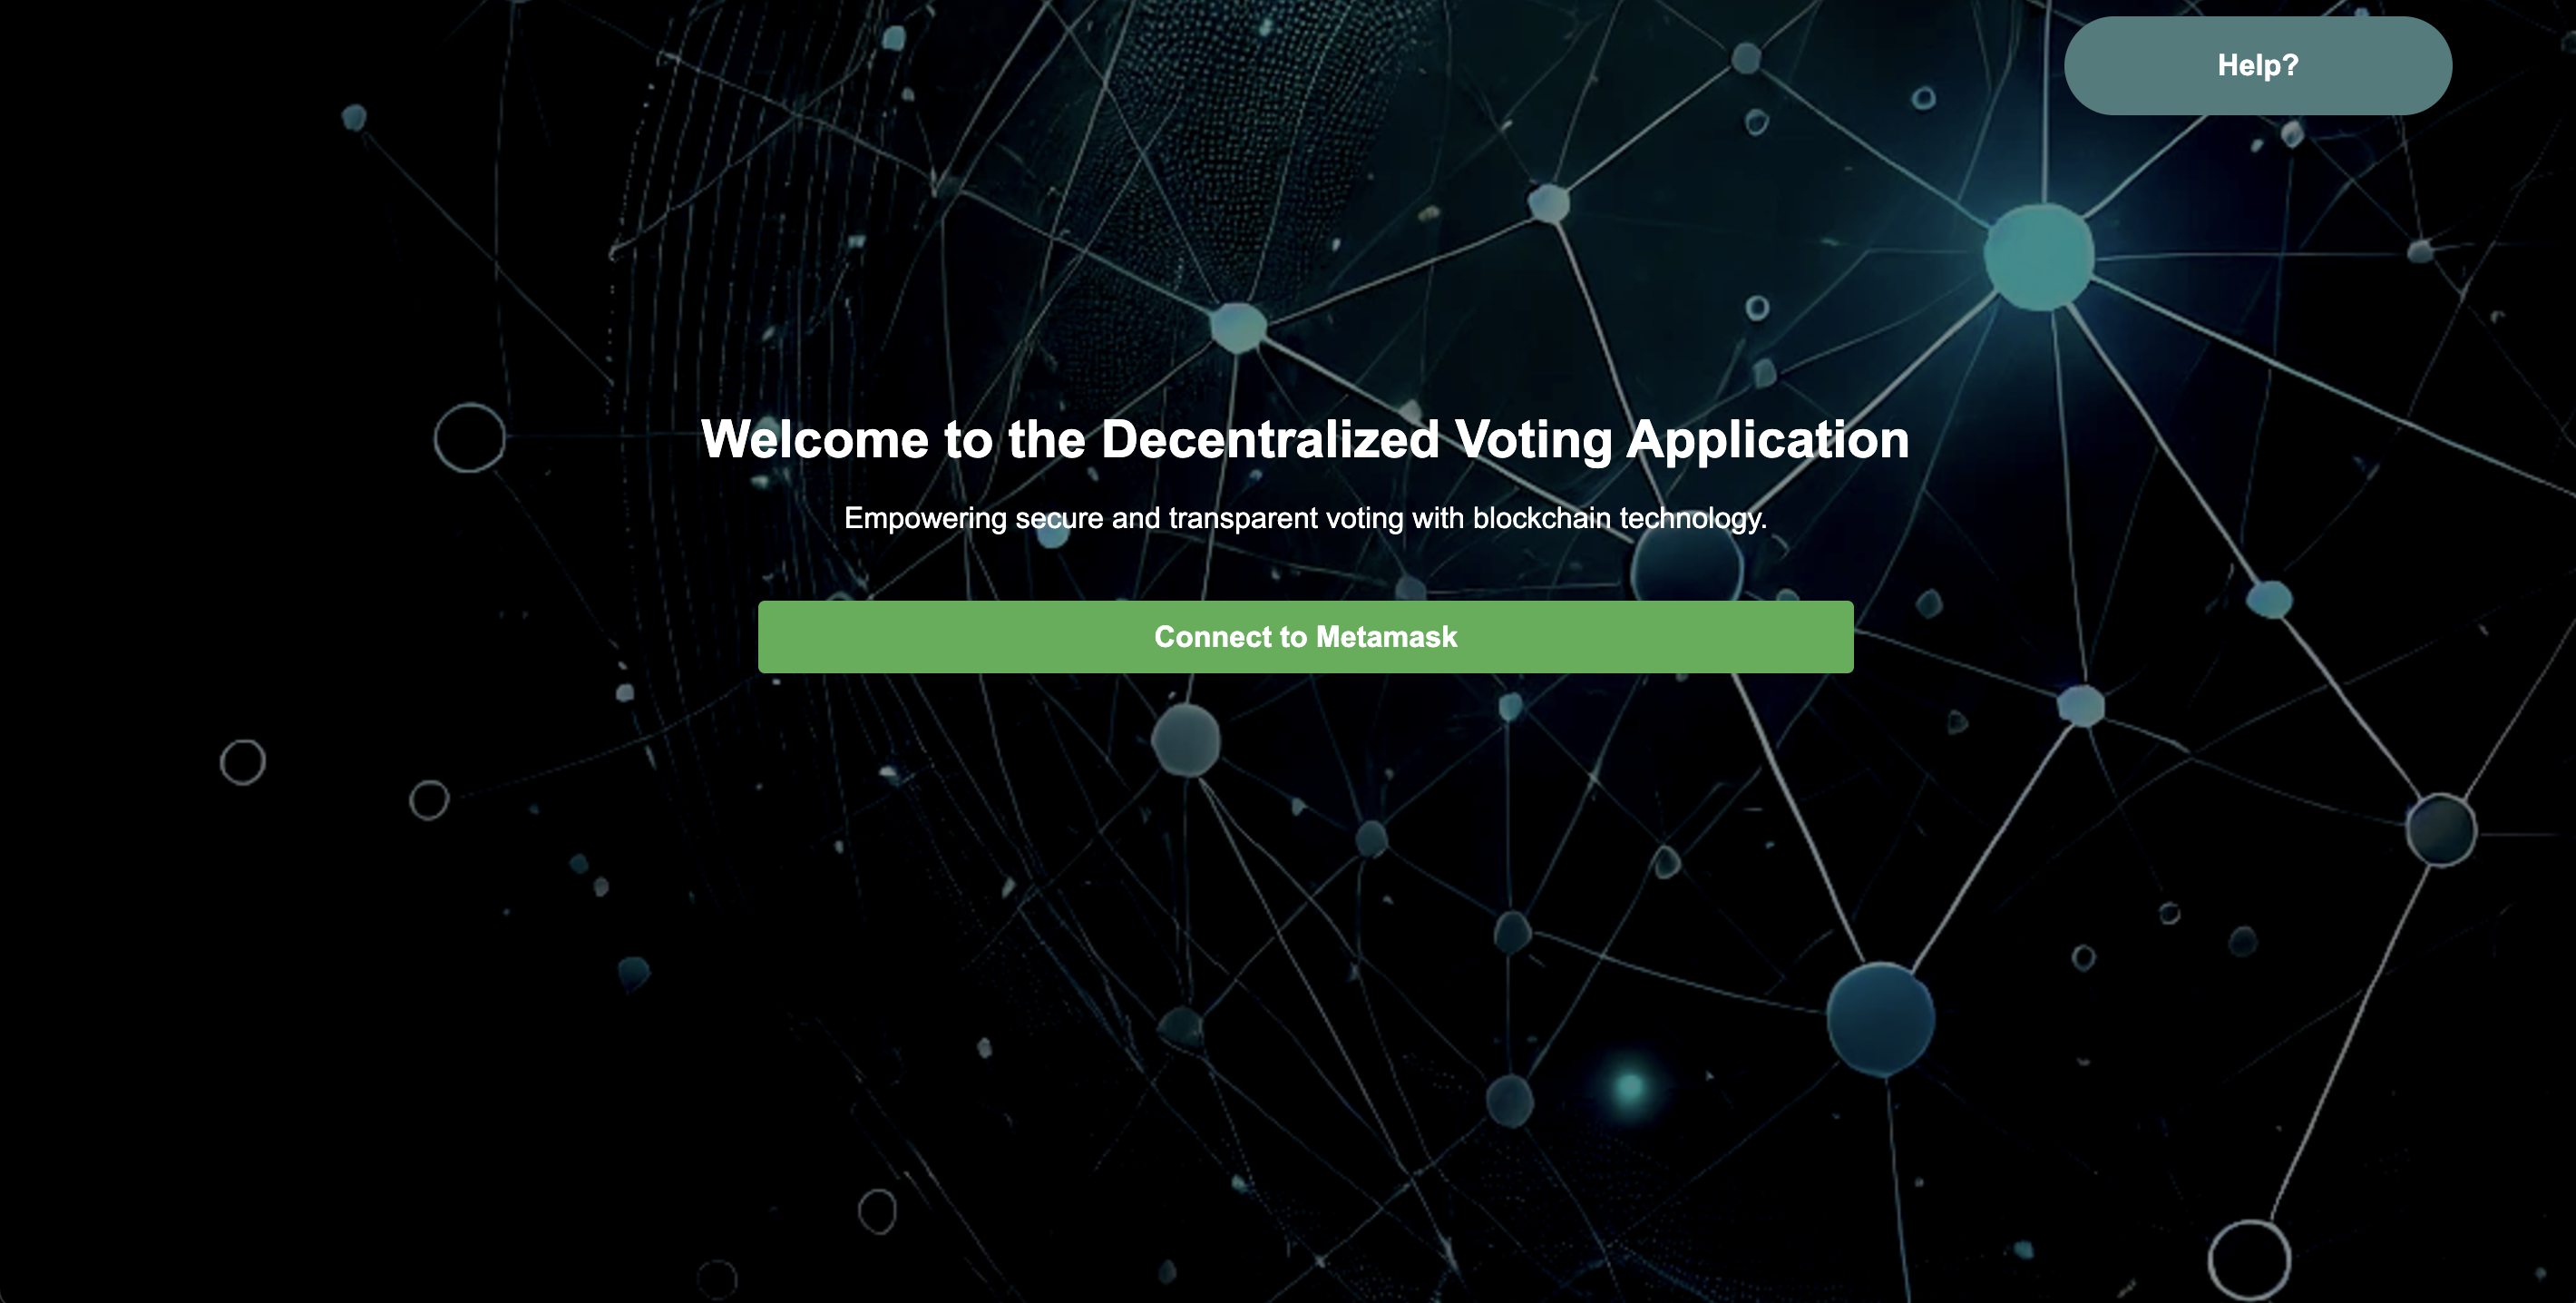 Help?
Welcome to the Decentralized Voting Application
Empowering secure and transparent voting with blockchain technology.
Connect to Metamask